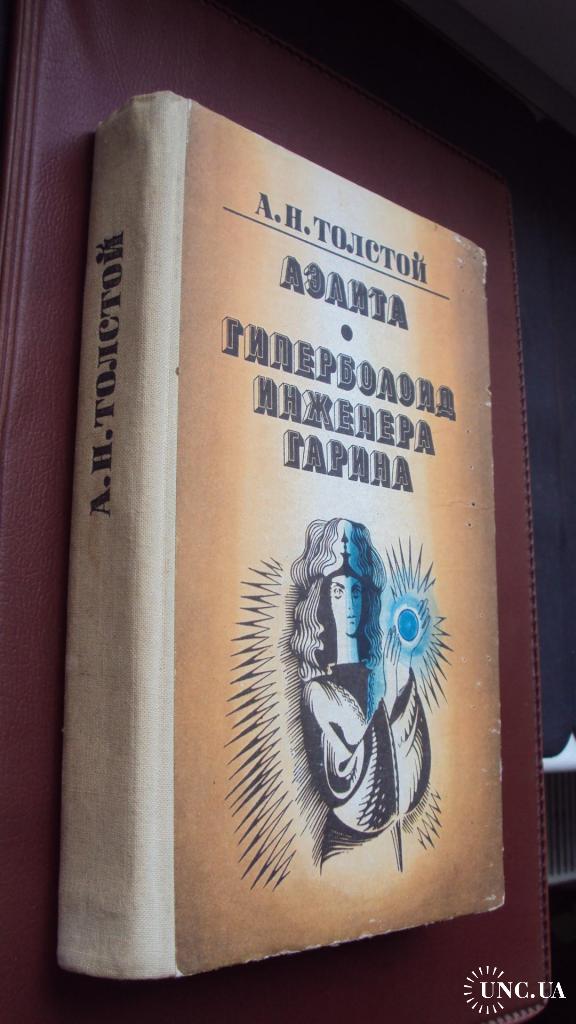 А.Н.ТОЛСТОЙ
А.Н.ТОЛСТОЙ
АЭЛИТА
•
ГИПЕРБОЛОИД
ИНЖЕНЕРА
ГАРИНА
UNC.UA